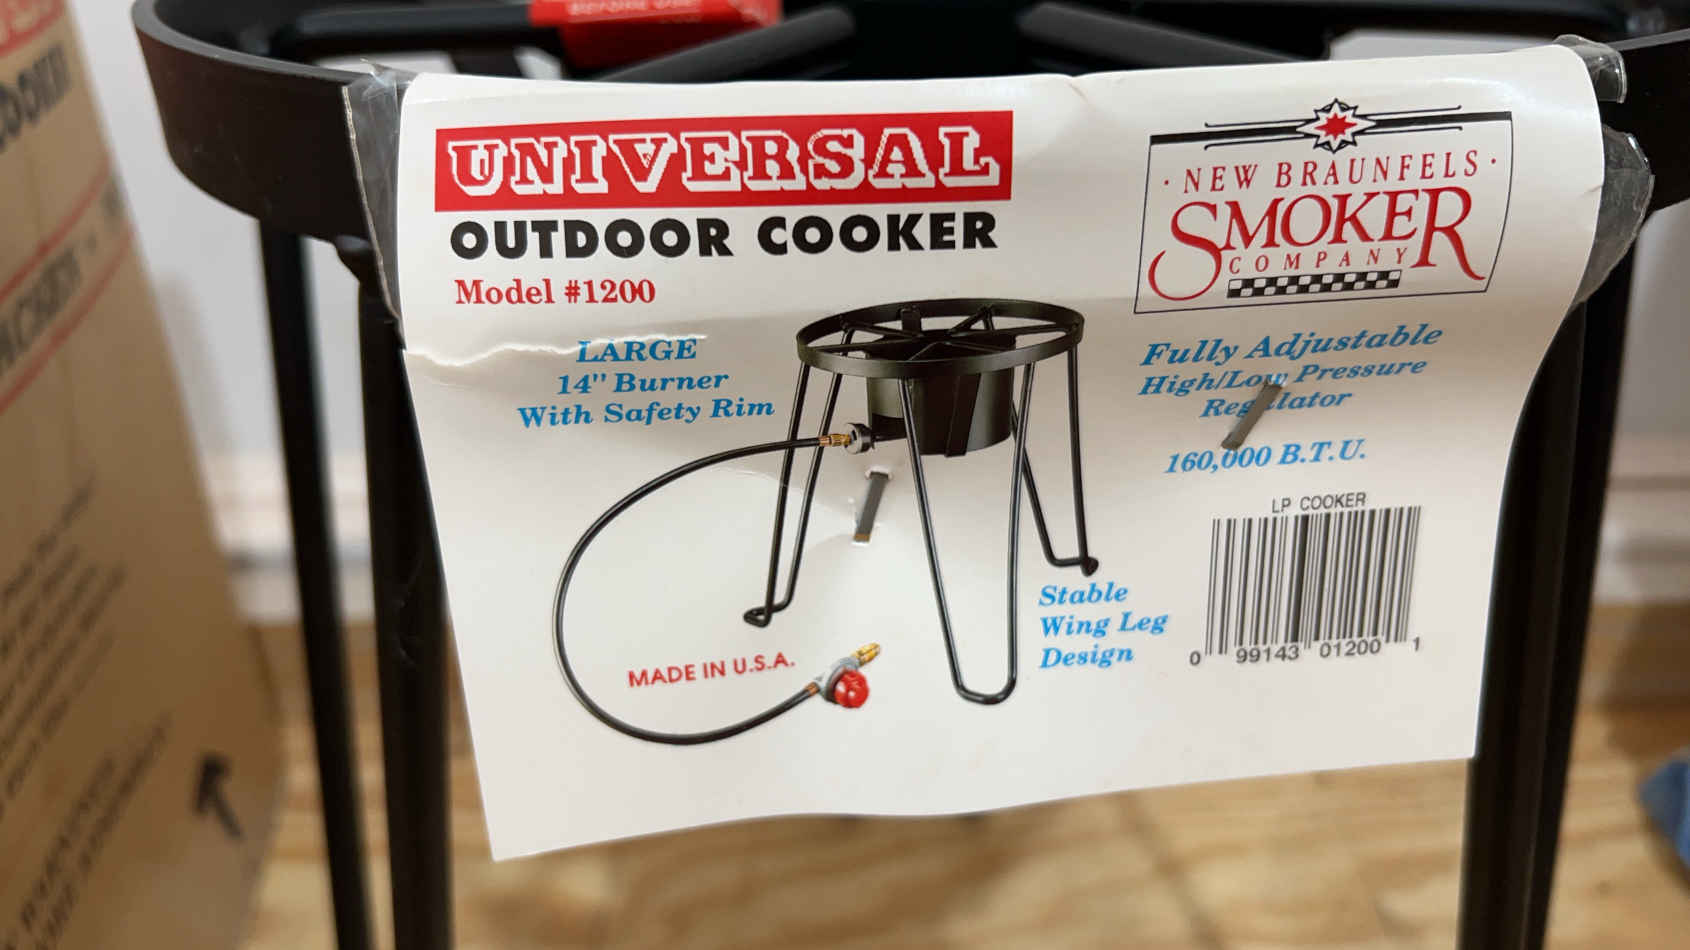 UNIVERSAL
OUTDOOR COOKER
Model #1200
LARGE
14" Burner
With Safety Rim
MADE IN U.S.A.
· NEW BRAUNFELS ·
SMOKER
COMPANY
Fully Adjustable
High/Low Pressure
Regulator
160,000 B.T.U.
LP COOKER
0 99143 01200 1
Stable
Wing Leg
Design